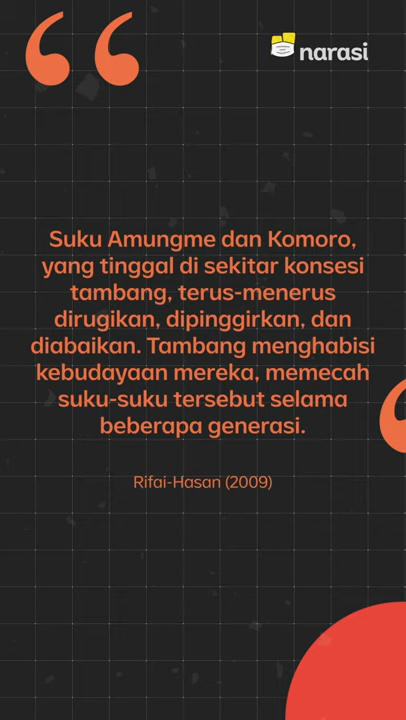 narasi
Suku Amungme dan Komoro,
yang tinggal di sekitar konsesi
tambang, terus-menerus
dirugikan, dipinggirkan, dan
diabaikan. Tambang menghabisi
kebudayaan mereka, memecah
suku-suku tersebut selama
beberapa generasi.
Rifai-Hasan (2009)